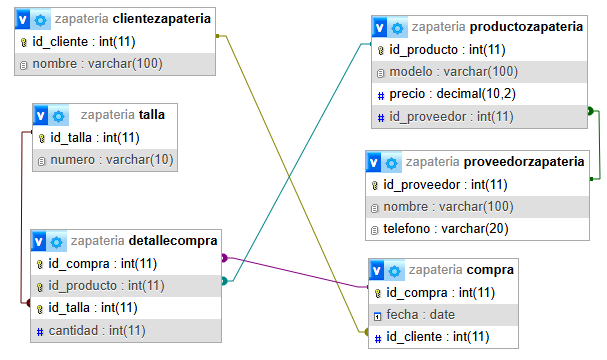 zapateria clientezapateria
id_cliente : int(11)
nombre : varchar(100)
zapateria talla
id_talla : int(11)
numero : varchar(10)
zapateria detallecompra
id_compra : int(11)
id_producto : int(11)
id_talla : int(11)
# cantidad : int(11)
zapateria productozapateria
id_producto : int(11)
modelo : varchar(100)
# precio : decimal(10,2)
# id_proveedor : int(11)
zapateria proveedorzapateria
id_proveedor : int(11)
nombre : varchar(100)
telefono : varchar(20)
zapateria compra
id_compra : int(11)
fecha : date
# id_cliente : int(11)